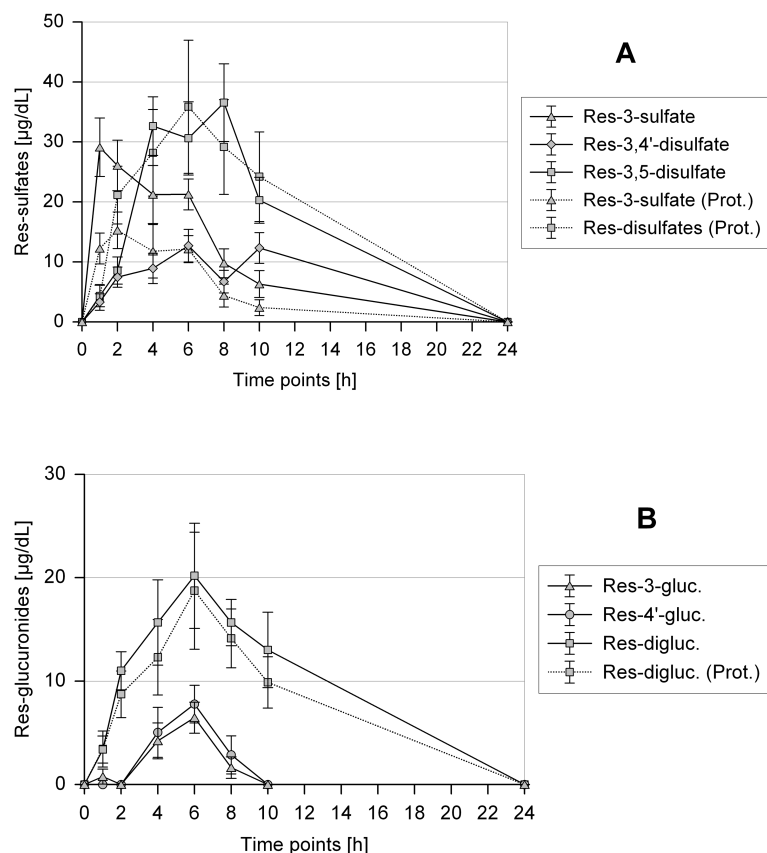 50
40
30
20
10
0
Res-sulfates [µg/dL]
0 2 4 6 8 10 12 14 16 18 20 22 24
Time points [h]
A
Res-3-sulfate
Res-3,4'-disulfate
Res-3,5-disulfate
Res-3-sulfate (Prot.)
Res-disulfates (Prot.)
30
20
10
0
Res-glucuronides [µg/dL]
0 2 4 6 8 10 12 14 16 18 20 22 24
Time points [h]
B
Res-3-gluc.
Res-4'-gluc.
Res-digluc.
Res-digluc. (Prot.)